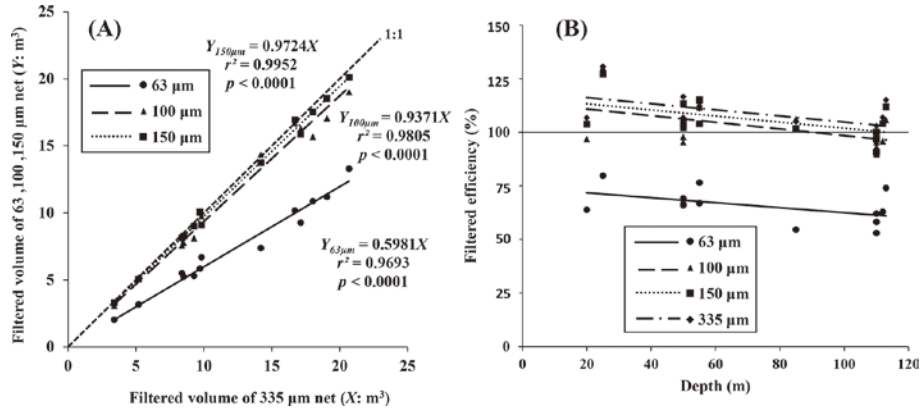 (A)
Filtered volume of 63 ,100 ,150 µm net (Y: m³)
25
20
15
10
5
0
0
5
10
15
20
25
Filtered volume of 335 µm net (X: m³)
63 µm
100 µm
150 µm
Y150µm = 0.9724X
r² = 0.9952
p < 0.0001
1:1
Y100µm = 0.9371X
r² = 0.9805
p < 0.0001
Y63µm = 0.5981X
r² = 0.9693
p < 0.0001
(B)
Filtered efficiency (%)
150
125
100
75
50
25
0
0
20
40
60
80
100
120
Depth (m)
63 µm
100 µm
150 µm
335 µm